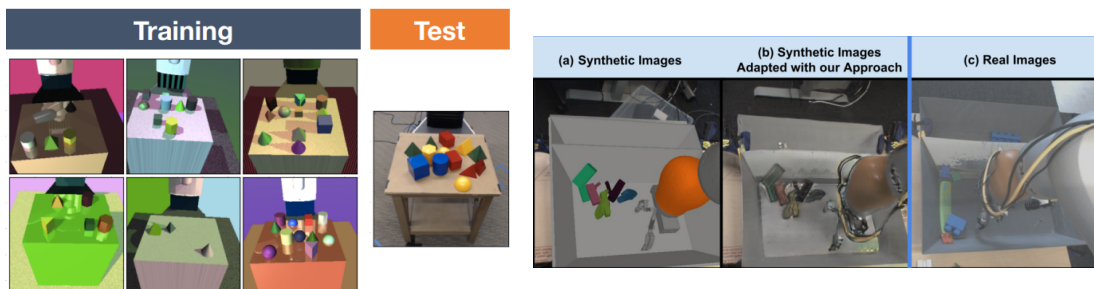 Training
Test
(a) Synthetic Images
(b) Synthetic Images
Adapted with our Approach
(c) Real Images